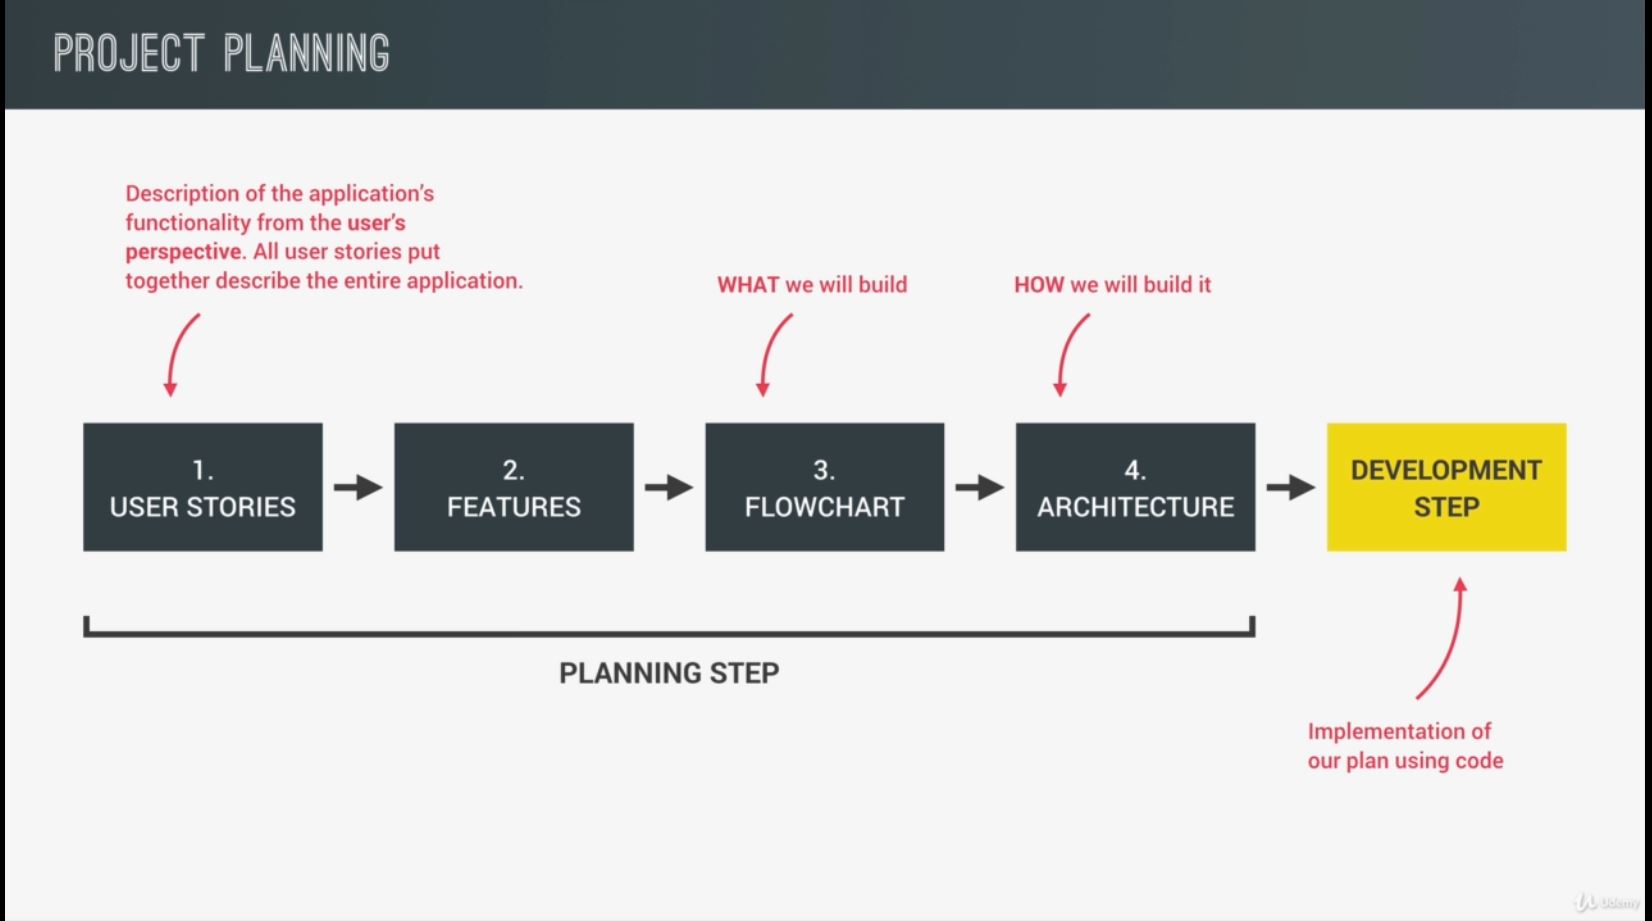 PROJECT PLANNING
Description of the application's
functionality from the user's
perspective. All user stories put
together describe the entire application.
WHAT we will build
HOW we will build it
1.
USER STORIES
2.
FEATURES
3.
FLOWCHART
4.
ARCHITECTURE
DEVELOPMENT
STEP
PLANNING STEP
Implementation of
our plan using code
Udemy